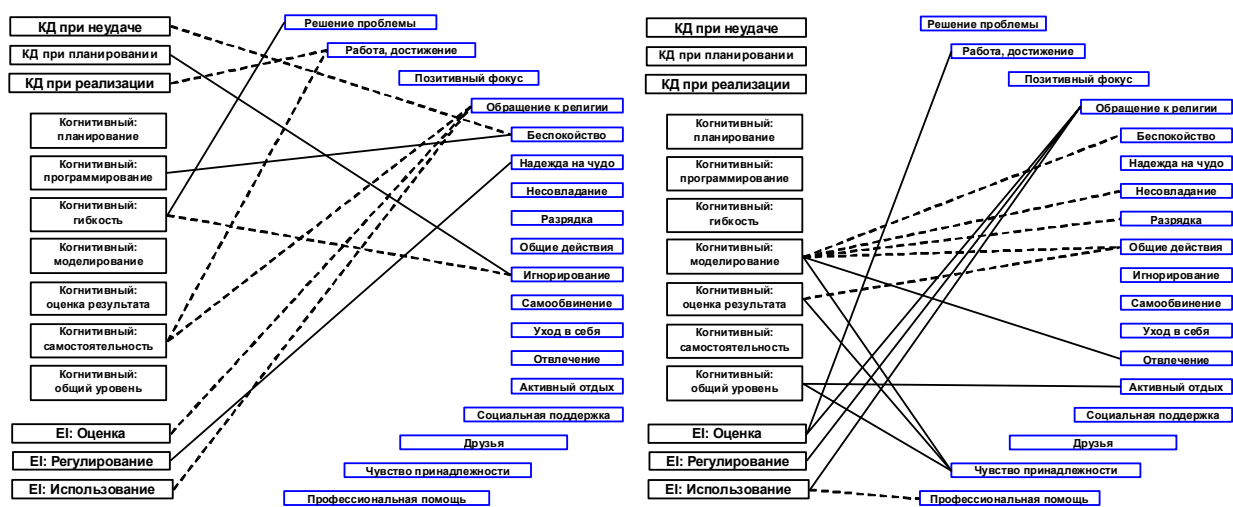 КД при неудаче
КД при планировании
КД при реализации
Когнитивный:
планирование
Когнитивный:
программирование
Когнитивный:
гибкость
Когнитивный:
моделирование
Когнитивный:
оценка результата
Когнитивный:
самостоятельность
Когнитивный:
общий уровень
EI: Оценка
EI: Регулирование
EI: Использование
Решение проблемы
Работа, достижение
Позитивный фокус
Обращение к религии
Беспокойство
Надежда на чудо
Несовладание
Разрядка
Общие действия
Игнорирование
Самообвинение
Уход в себя
Отвлечение
Активный отдых
Социальная поддержка
Друзья
Чувство принадлежности
Профессиональная помощь
КД при неудаче
КД при планировании
КД при реализации
Когнитивный:
планирование
Когнитивный:
программирование
Когнитивный:
гибкость
Когнитивный:
моделирование
Когнитивный:
оценка результата
Когнитивный:
самостоятельность
Когнитивный:
общий уровень
EI: Оценка
EI: Регулирование
EI: Использование
Решение проблемы
Работа, достижение
Позитивный фокус
Обращение к религии
Беспокойство
Надежда на чудо
Несовладание
Разрядка
Общие действия
Игнорирование
Самообвинение
Уход в себя
Отвлечение
Активный отдых
Социальная поддержка
Друзья
Чувство принадлежности
Профессиональная помощь